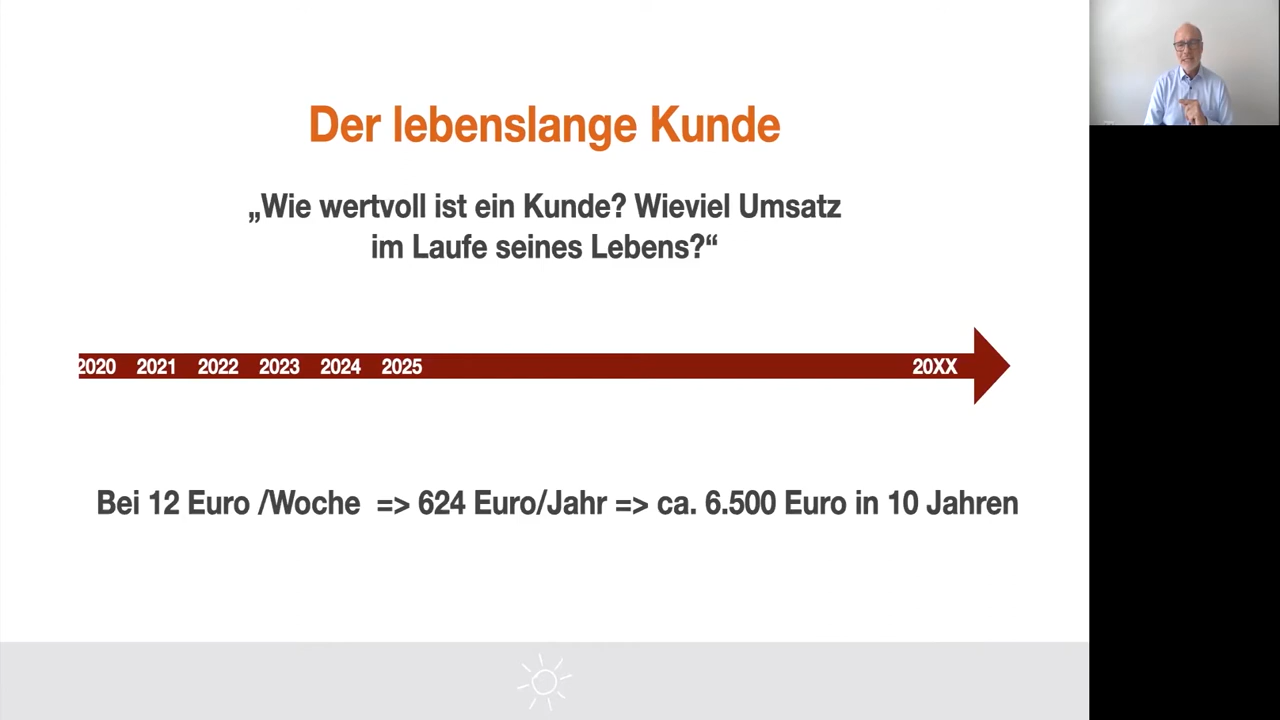 Der lebenslange Kunde
„Wie wertvoll ist ein Kunde? Wieviel Umsatz
im Laufe seines Lebens?“
2020 2021 2022 2023 2024 2025 20XX
Bei 12 Euro /Woche => 624 Euro/Jahr => ca. 6.500 Euro in 10 Jahren